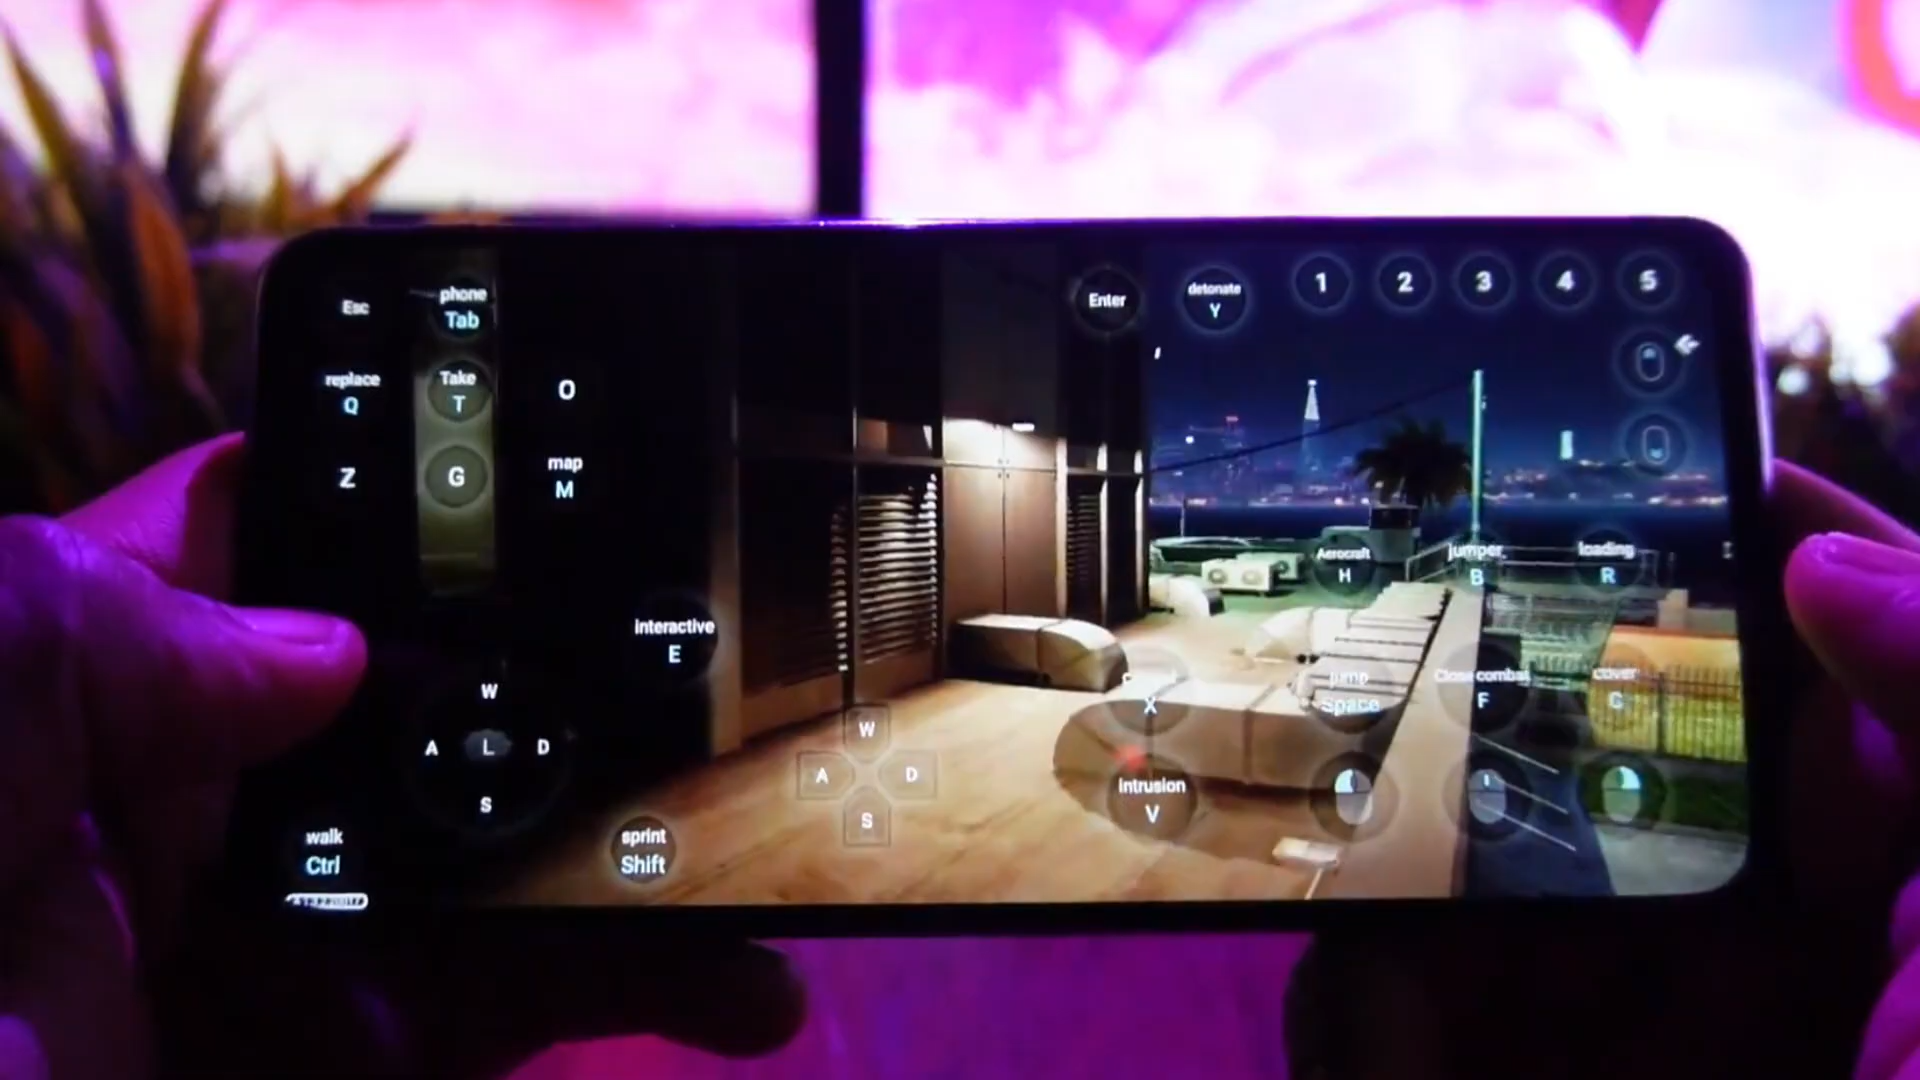 Esc
phone
Tab
Enter
detonate
Y
1
2
3
4
5
replace
Q
Take
T
O
Z
G
map
M
Aerocraft
H
jumper
B
loading
R
interactive
E
X
jump
Space
Close combat
F
cover
C
W
A
L
D
S
W
A
D
S
Intrusion
V
walk
Ctrl
sprint
Shift